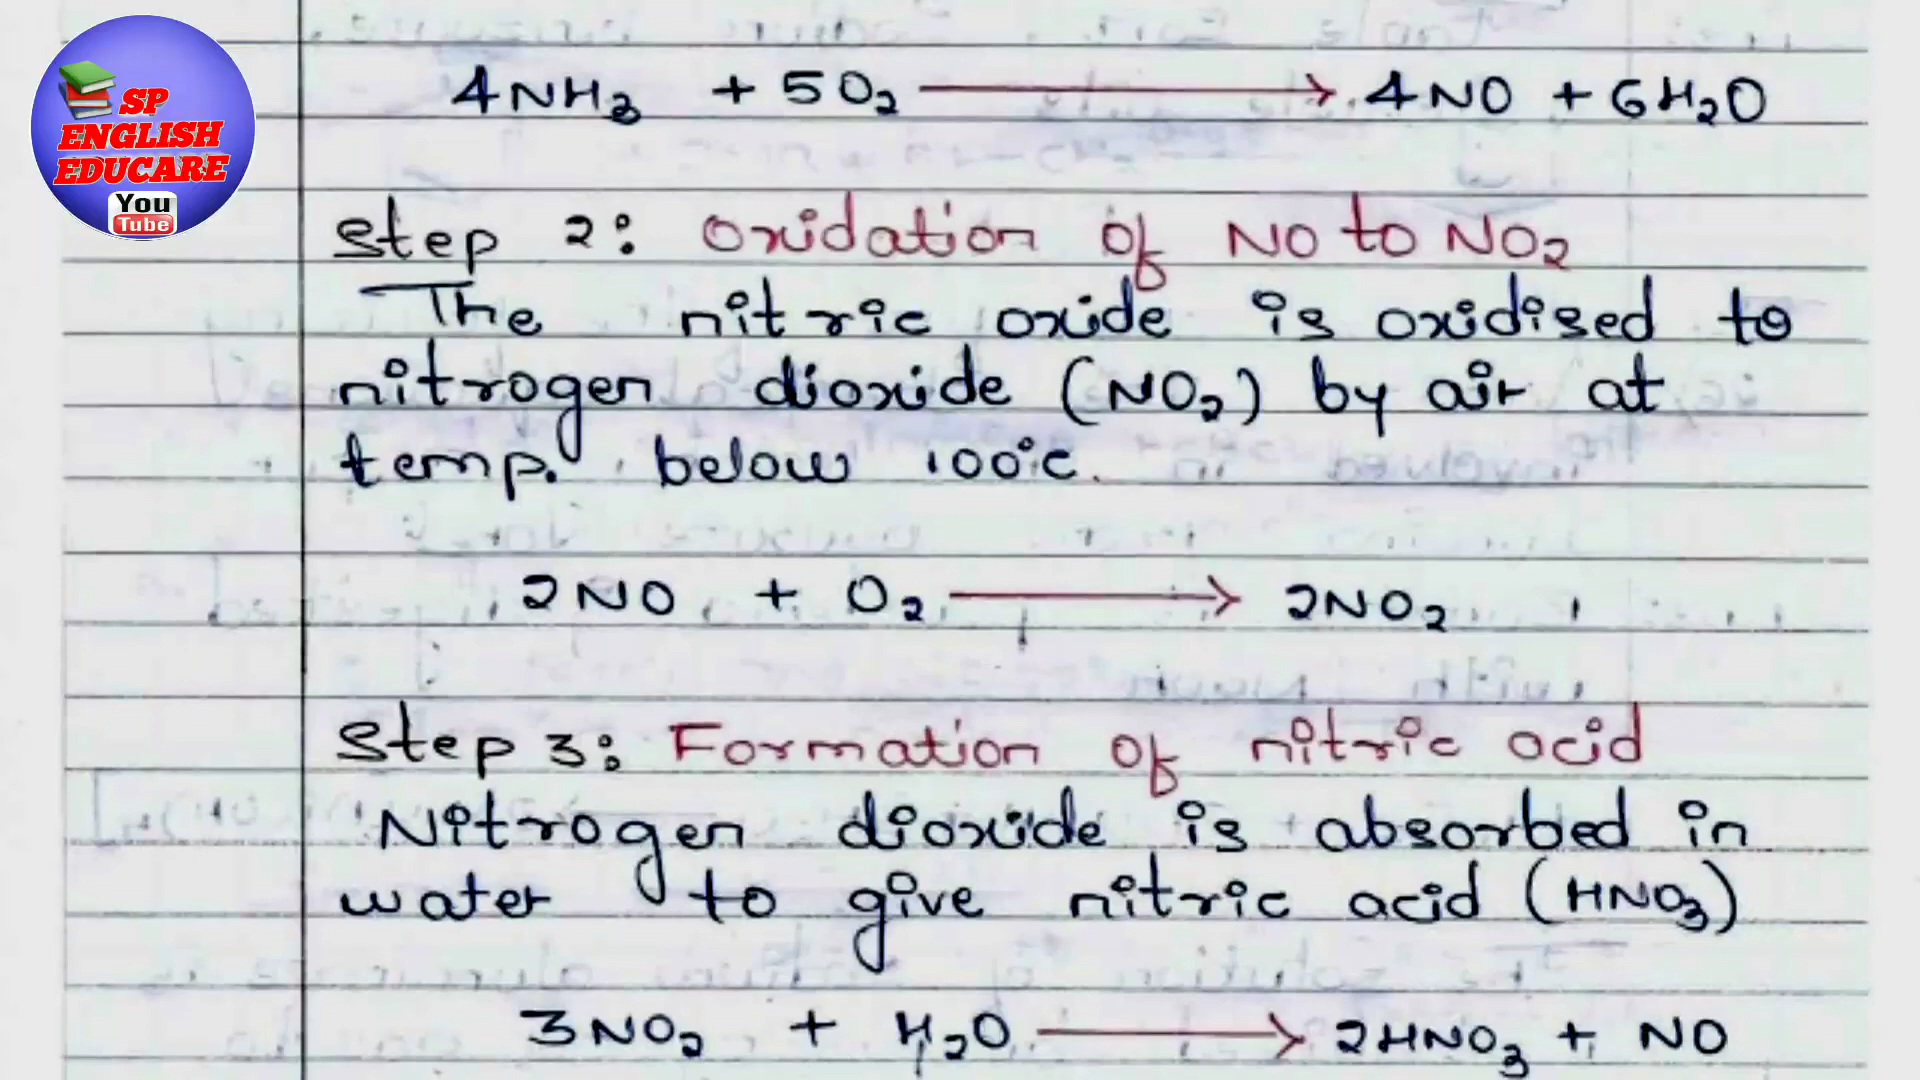 SP
ENGLISH
EDUCARE
You
Tube
4NH₃ + 5O₂ ⟶ 4NO + 6H₂O
Step 2: Oxidation of NO to NO₂
The nitric oxide is oxidised to
nitrogen dioxide (NO₂) by air at
temp. below 100°C.
2NO + O₂ ⟶ 2NO₂
Step 3: Formation of nitric acid
Nitrogen dioxide is absorbed in
water to give nitric acid (HNO₃)
3NO₂ + H₂O ⟶ 2HNO₃ + NO